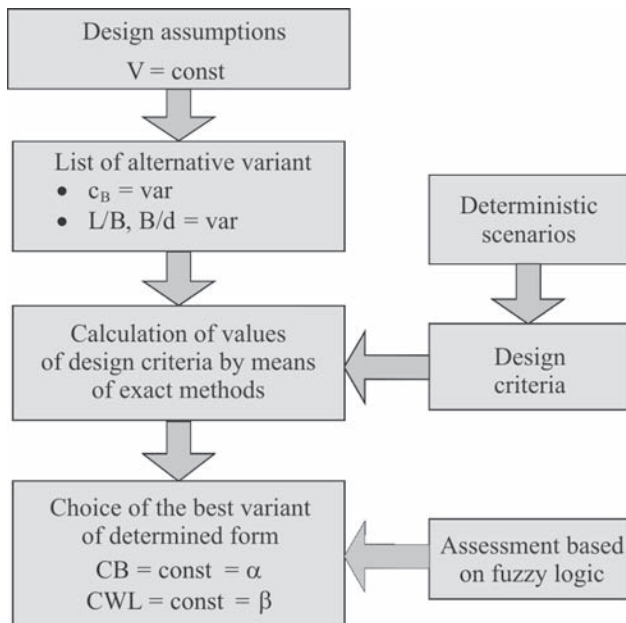 Design assumptions
V = const
List of alternative variant
• c_B = var
• L/B, B/d = var
Deterministic
scenarios
Calculation of values
of design criteria by means
of exact methods
Design
criteria
Choice of the best variant
of determined form
CB = const = α
CWL = const = β
Assessment based
on fuzzy logic